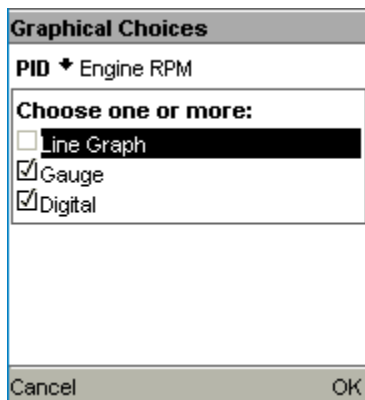 Graphical Choices
PID Engine RPM
Choose one or more:
Line Graph
Gauge
Digital
Cancel OK